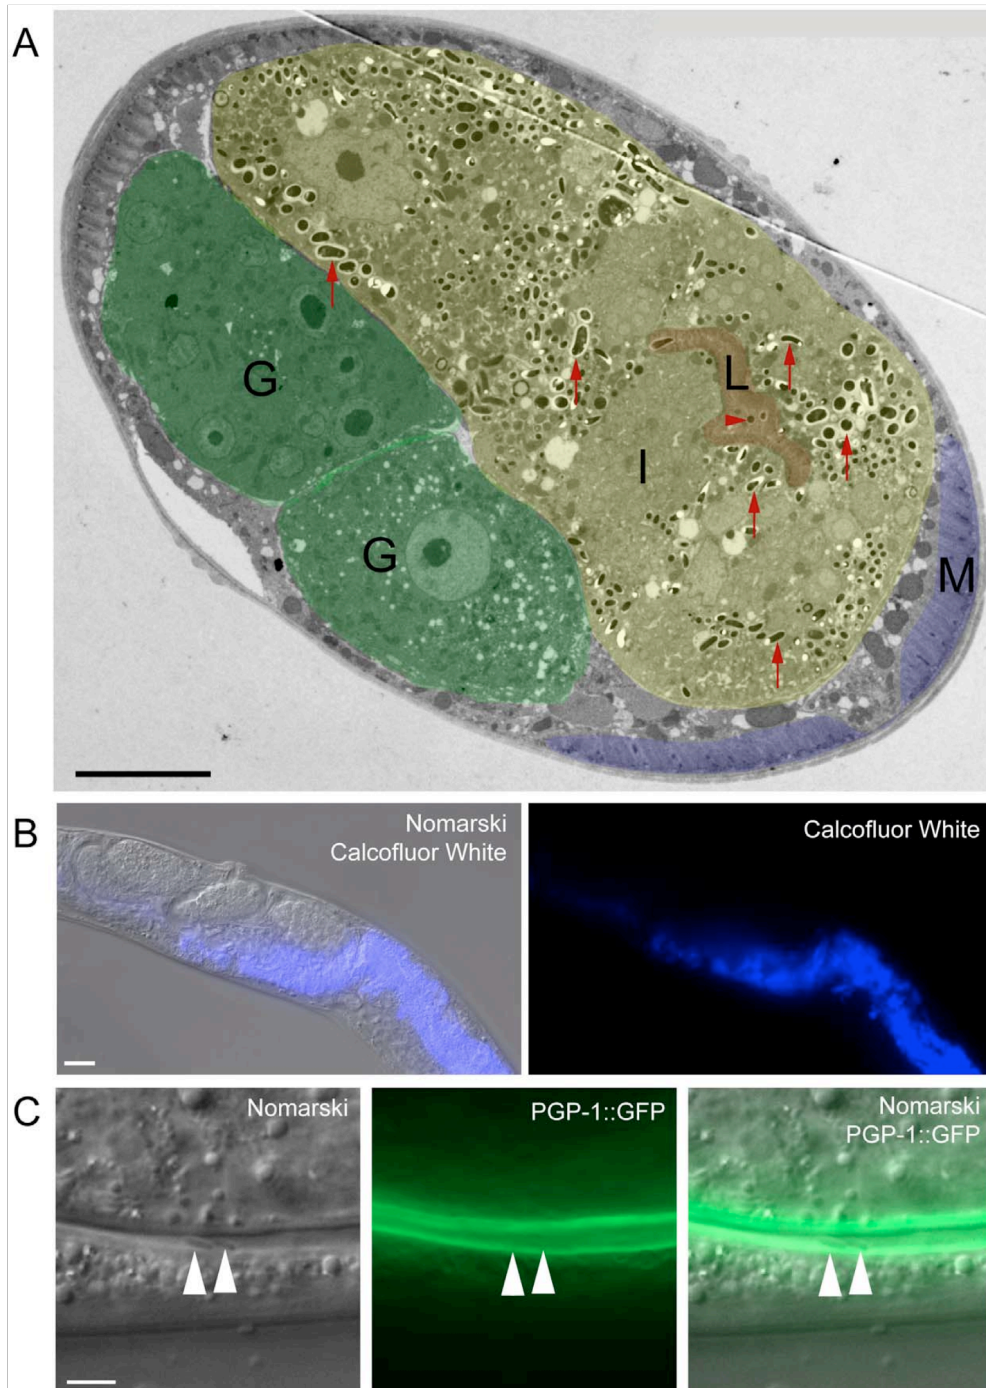 A
G
L
I
G
M
B
Nomarski
Calcofluor White
Calcofluor White
C
Nomarski
PGP-1::GFP
Nomarski
PGP-1::GFP